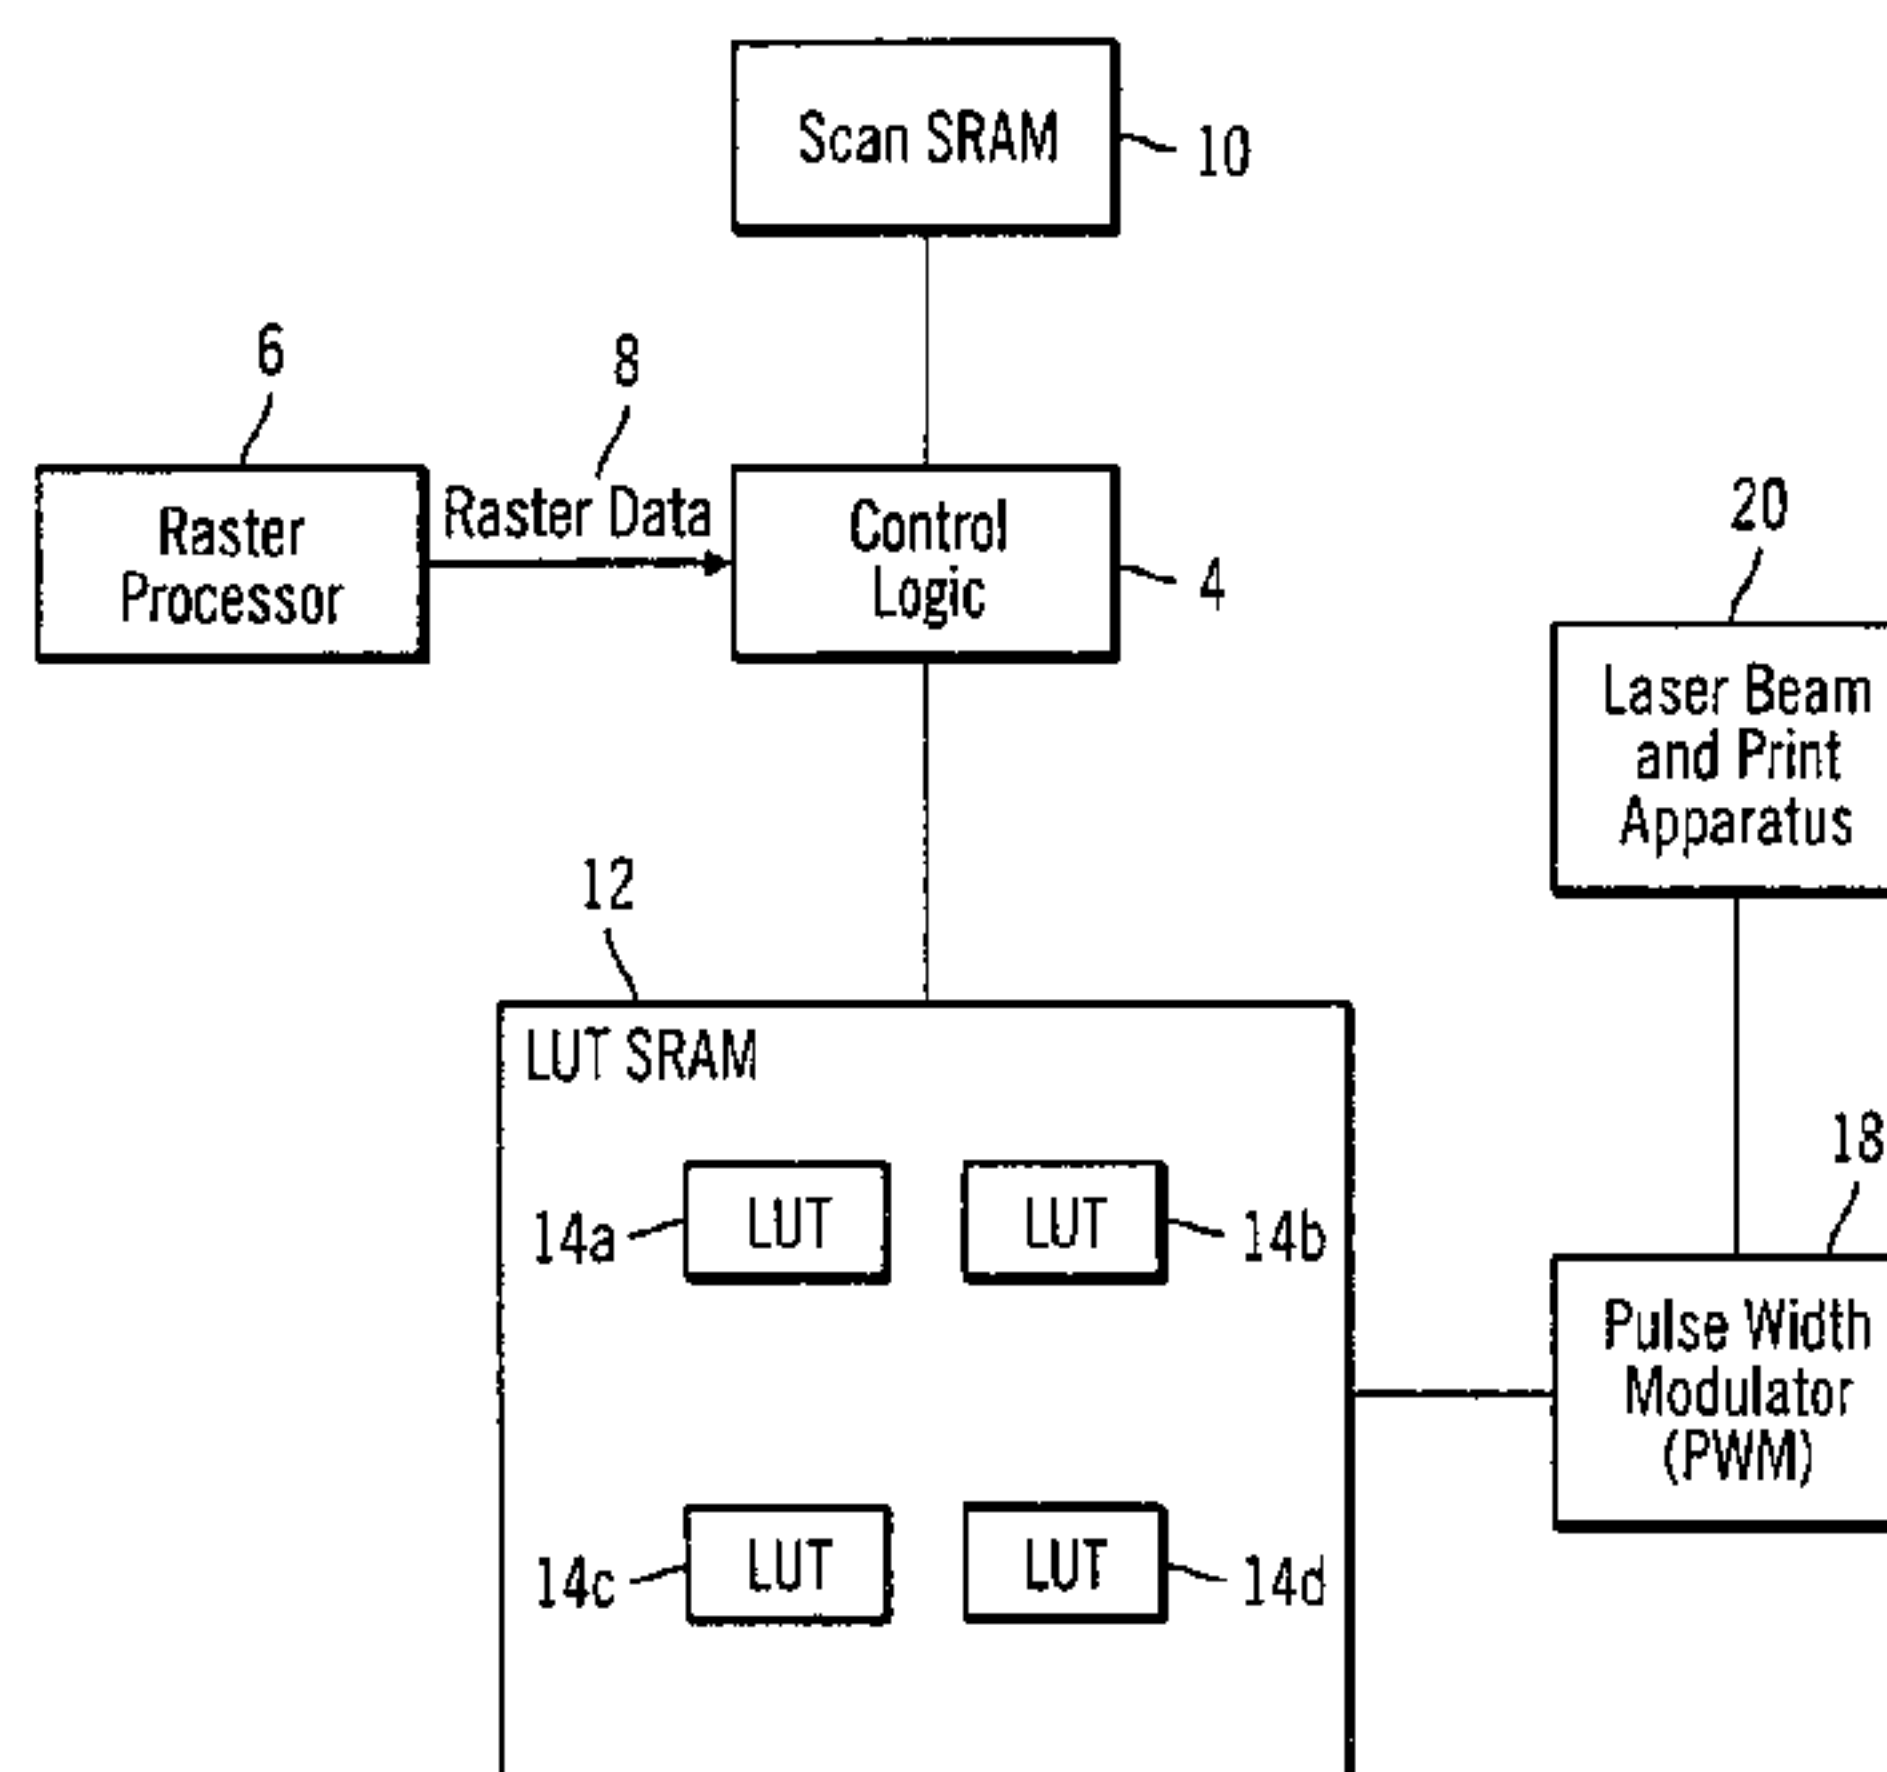 Scan SRAM
10
6
8
Raster
Processor
Raster Data
Control
Logic
4
20
Laser Beam
and Print
Apparatus
12
LUT SRAM
14a
LUT
LUT
14b
18
Pulse Width
Modulator
(PWM)
14c
LUT
LUT
14d